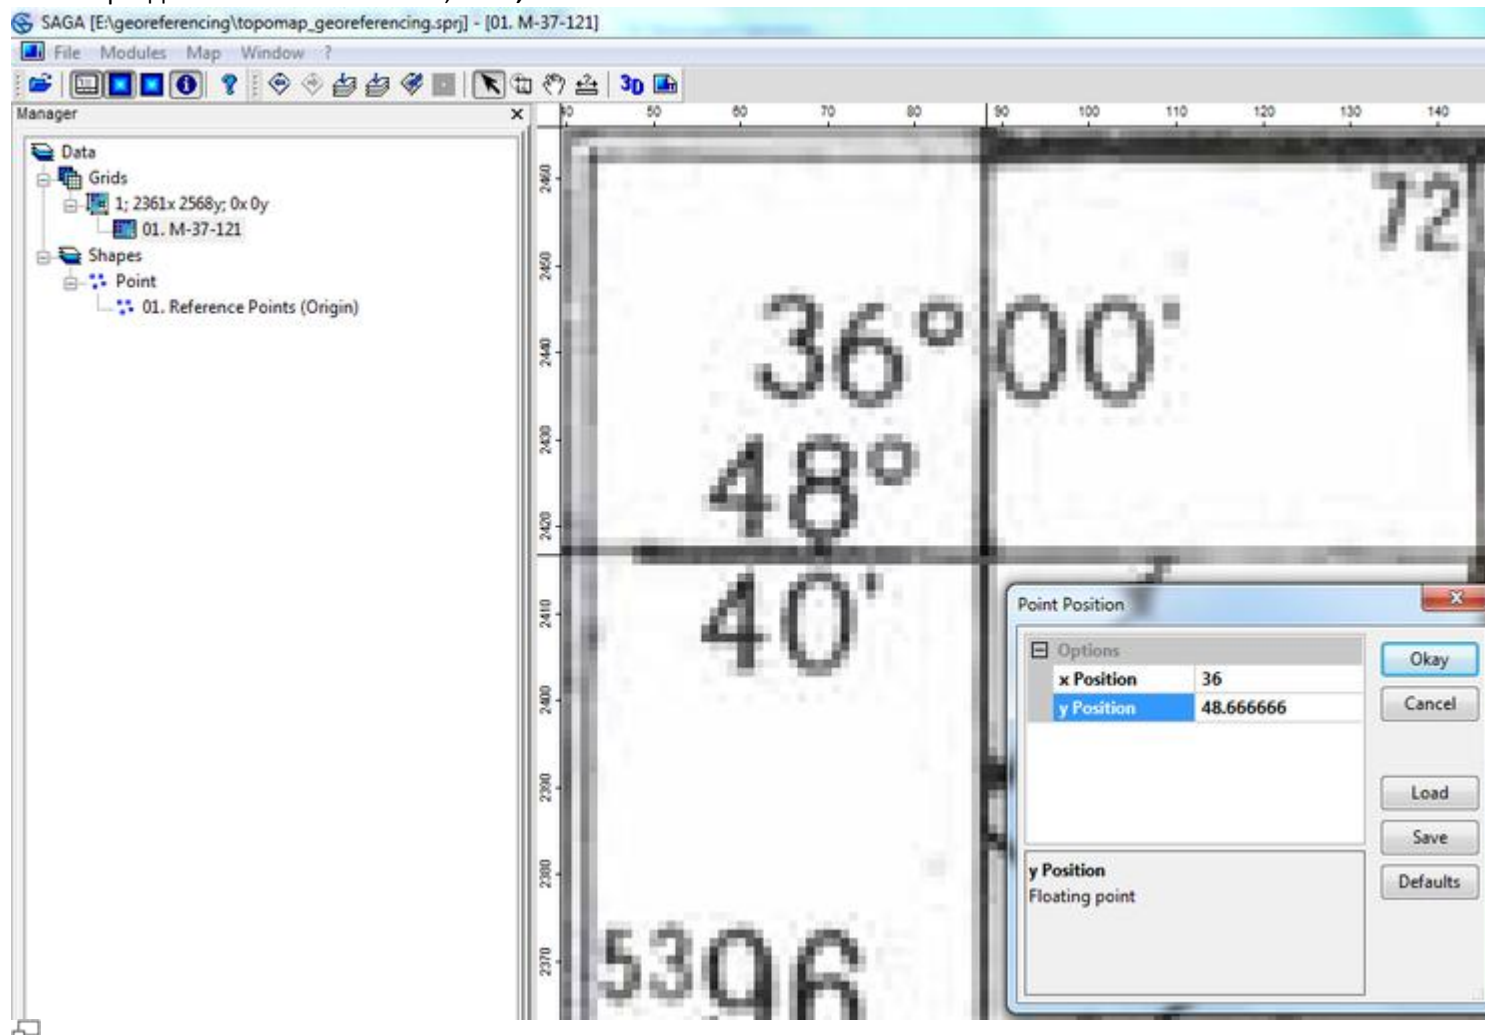 SAGA [E:\georeferencing\topomap_georeferencing.sprj] - [01. M-37-121]
File Modules Map Window ?
3D
Manager
Data
Grids
1; 2361x 2568y; 0x 0y
01. M-37-121
Shapes
Point
01. Reference Points (Origin)
50 60 70 80 90 100 110 120 130 140
2460
2450
2440
2430
2420
2410
2400
2390
2380
2370
72
36°00'
48°
40'
5396
Point Position
Options
x Position 36
y Position 48.666666
Okay
Cancel
Load
Save
Defaults
y Position
Floating point